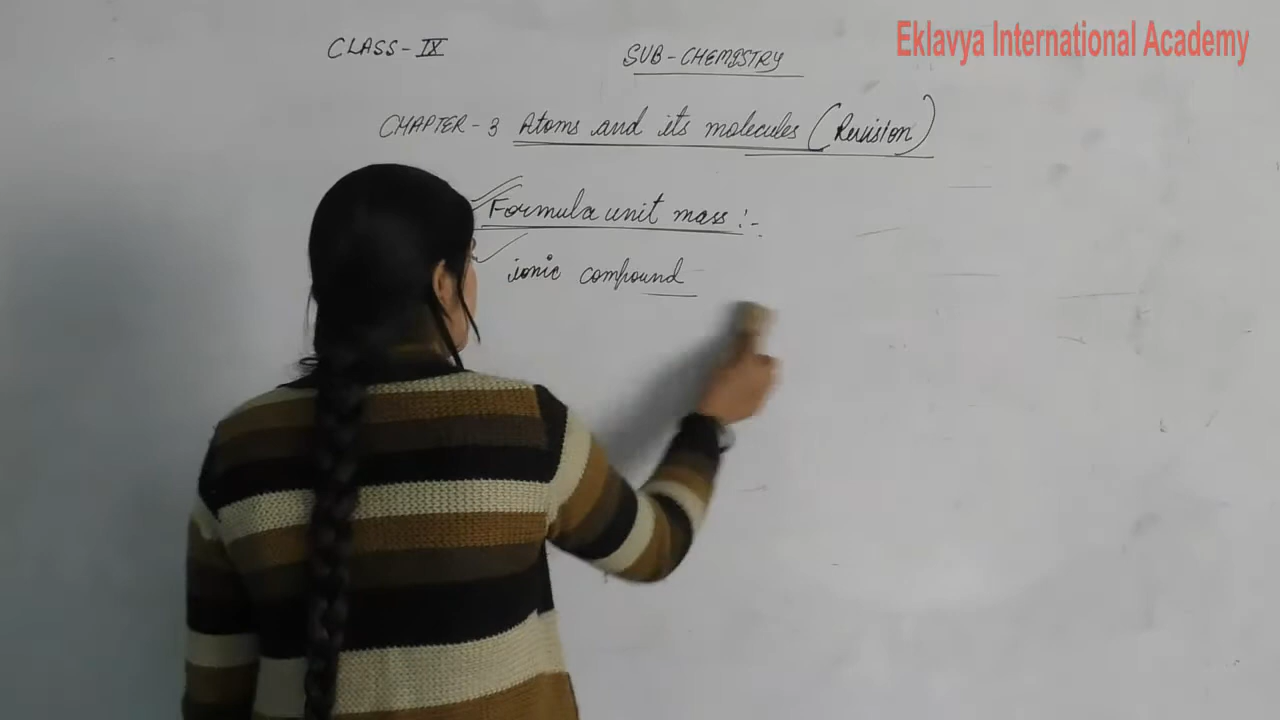 Eklavya International Academy
CLASS-IX
SUB-CHEMISTRY
CHAPTER-3 Atoms and its molecules (Revision)
Formula unit mass :-
ionic compound